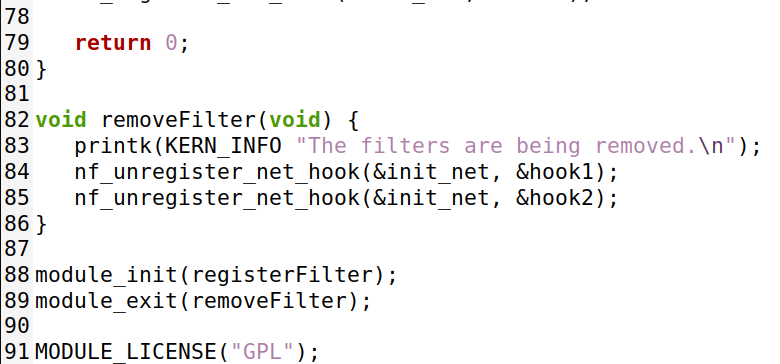 78
79    return 0;
80 }
81
82 void removeFilter(void) {
83    printk(KERN_INFO "The filters are being removed.\n");
84    nf_unregister_net_hook(&init_net, &hook1);
85    nf_unregister_net_hook(&init_net, &hook2);
86 }
87
88 module_init(registerFilter);
89 module_exit(removeFilter);
90
91 MODULE_LICENSE("GPL");